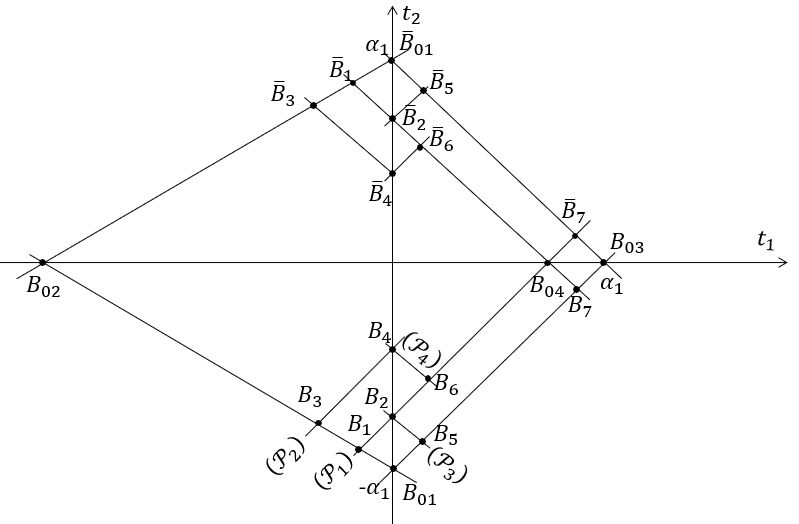 t₂
α₁ B̅₀₁
B̅₁ B̅₅
B̅₃
B̅₂
B̅₆
B̅₄
B̅₇
B₀₃ t₁
B₀₂ B₀₄ α₁
B₇
B₄ (𝒫₄)
B₆
B₃ B₂
B₁ B₅
(𝒫₂) (𝒫₁) (𝒫₃)
-α₁ B₀₁